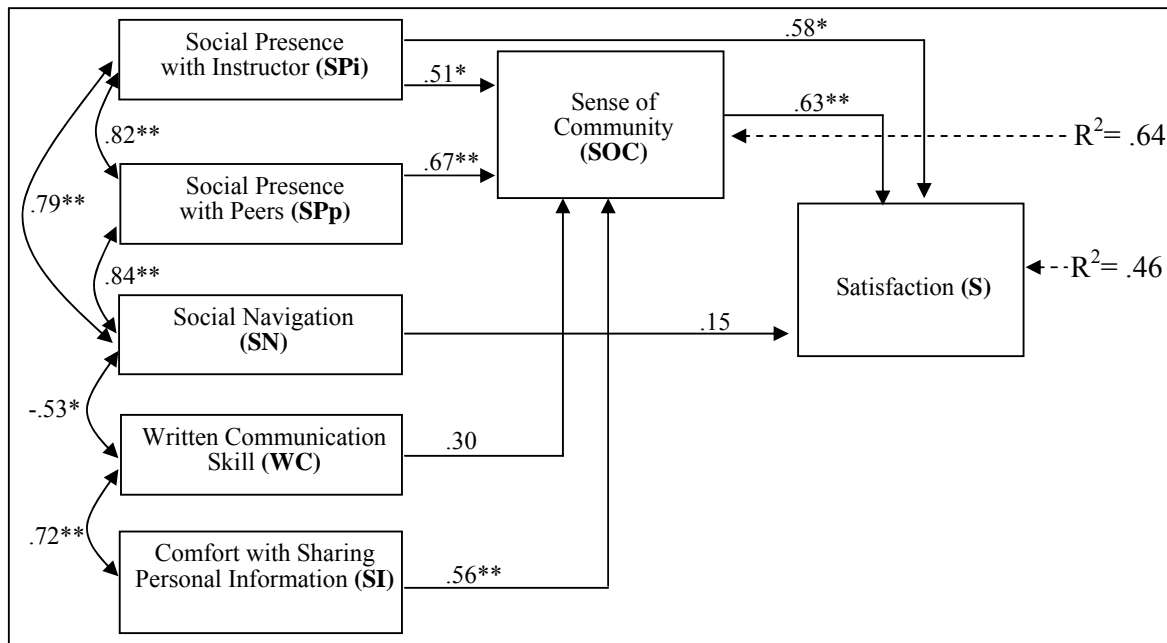 Social Presence
with Instructor (SPi)
.58*
.51*
Sense of
Community
(SOC)
.63**
R²= .64
.82**
Social Presence
with Peers (SPp)
.67**
.79**
.84**
Social Navigation
(SN)
.15
Satisfaction (S)
R²= .46
-.53*
Written Communication
Skill (WC)
.30
.72**
Comfort with Sharing
Personal Information (SI)
.56**